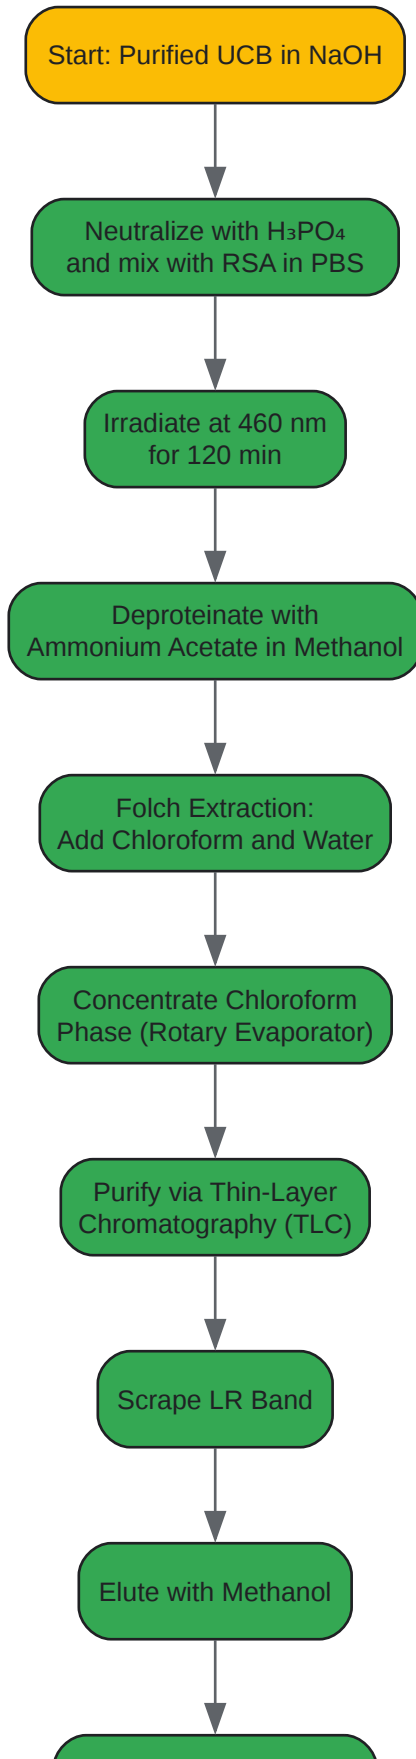 Start: Purified UCB in NaOH
Neutralize with H₃PO₄
and mix with RSA in PBS
Irradiate at 460 nm
for 120 min
Deproteinate with
Ammonium Acetate in Methanol
Folch Extraction:
Add Chloroform and Water
Concentrate Chloroform
Phase (Rotary Evaporator)
Purify via Thin-Layer
Chromatography (TLC)
Scrape LR Band
Elute with Methanol